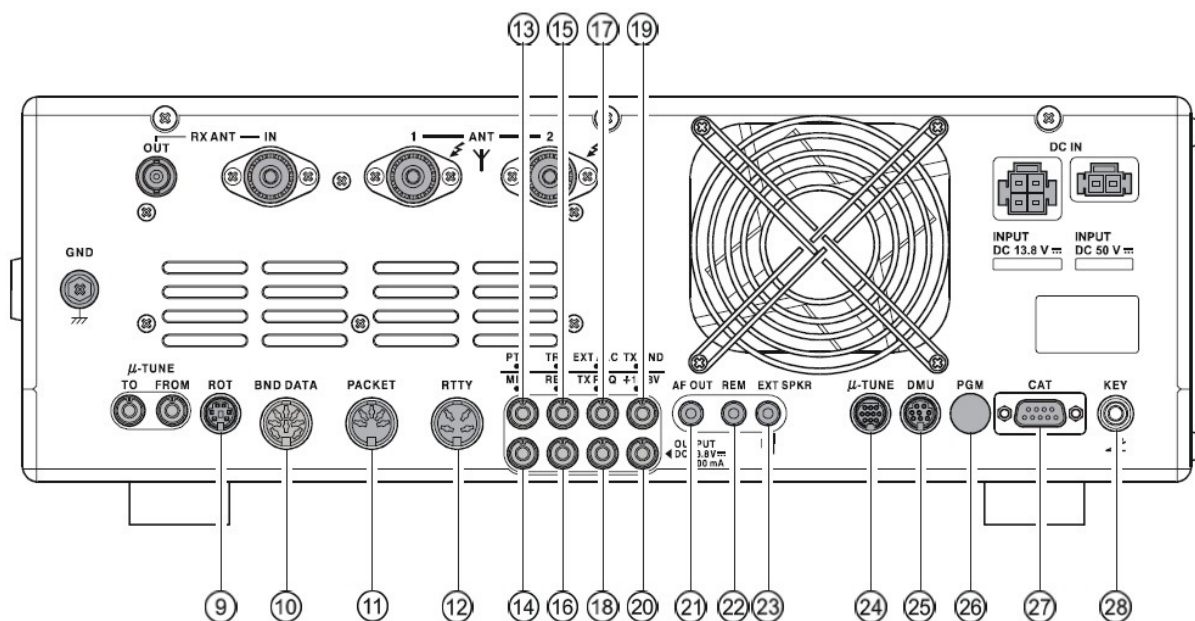 13 15 17 19
RX ANT IN
OUT
1 ANT 2
DC IN
GND
INPUT
DC 13.8 V
INPUT
DC 50 V
μ-TUNE
TO FROM
ROT
BND DATA
PACKET
RTTY
AF OUT
REM
EXT SPKR
μ-TUNE
DMU
PGM
CAT
KEY
9 10 11 12 14 16 18 20 21 22 23 24 25 26 27 28